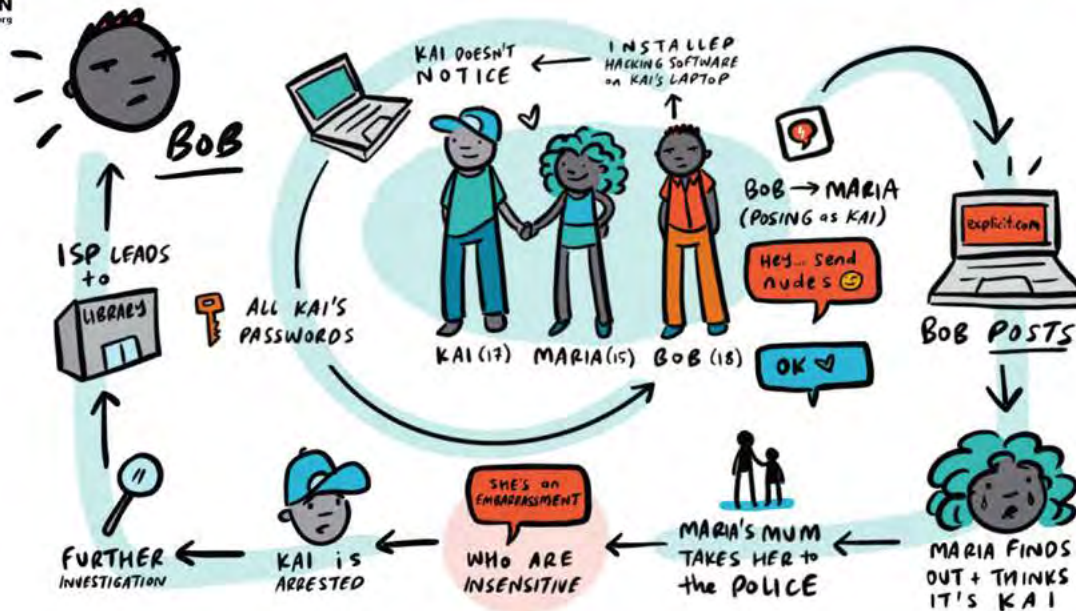 N
org
BOB
KAI DOESN'T
NOTICE
INSTALLED
HACKING SOFTWARE
on KAI'S LAPTOP
BOB → MARIA
(POSING as KAI)
Hey... send
nudes
OK
explicit.com
BOB POSTS
ISP LEADS
to
LIBRARY
ALL KAI'S
PASSWORDS
KAI (17)
MARIA (15)
BOB (18)
SHE'S an
EMBARRASSMENT
FURTHER
INVESTIGATION
KAI is
ARRESTED
WHO ARE
INSENSITIVE
MARIA'S MUM
TAKES HER to
the POLICE
MARIA FINDS
OUT + THINKS
IT'S KAI